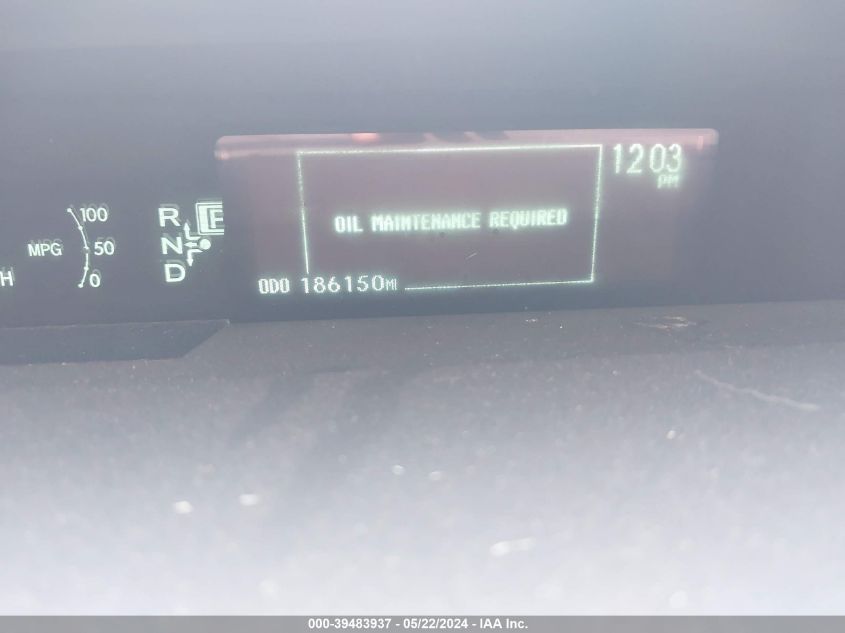 1203
PM
100
MPG 50
0
H
R
P
N
D
OIL MAINTENANCE REQUIRED
ODO 186150MI
000-39483937 - 05/22/2024 - IAA Inc.